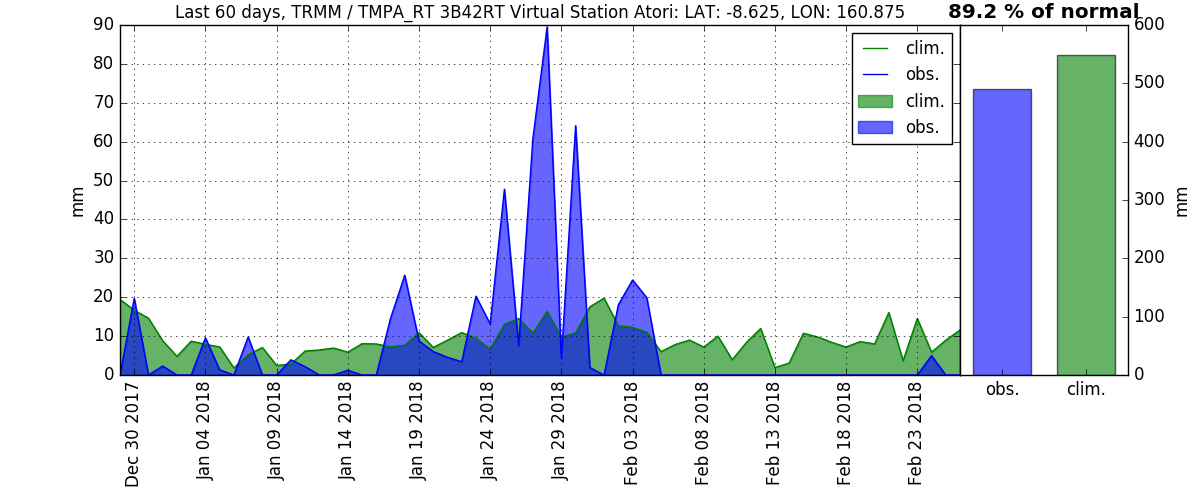 Last 60 days, TRMM / TMPA_RT 3B42RT Virtual Station Atori: LAT: -8.625, LON: 160.875
89.2 % of normal
90
80
70
60
50
40
30
20
10
0
mm
clim.
obs.
clim.
obs.
Dec 30 2017
Jan 04 2018
Jan 09 2018
Jan 14 2018
Jan 19 2018
Jan 24 2018
Jan 29 2018
Feb 03 2018
Feb 08 2018
Feb 13 2018
Feb 18 2018
Feb 23 2018
600
500
400
300
200
100
0
mm
obs.
clim.